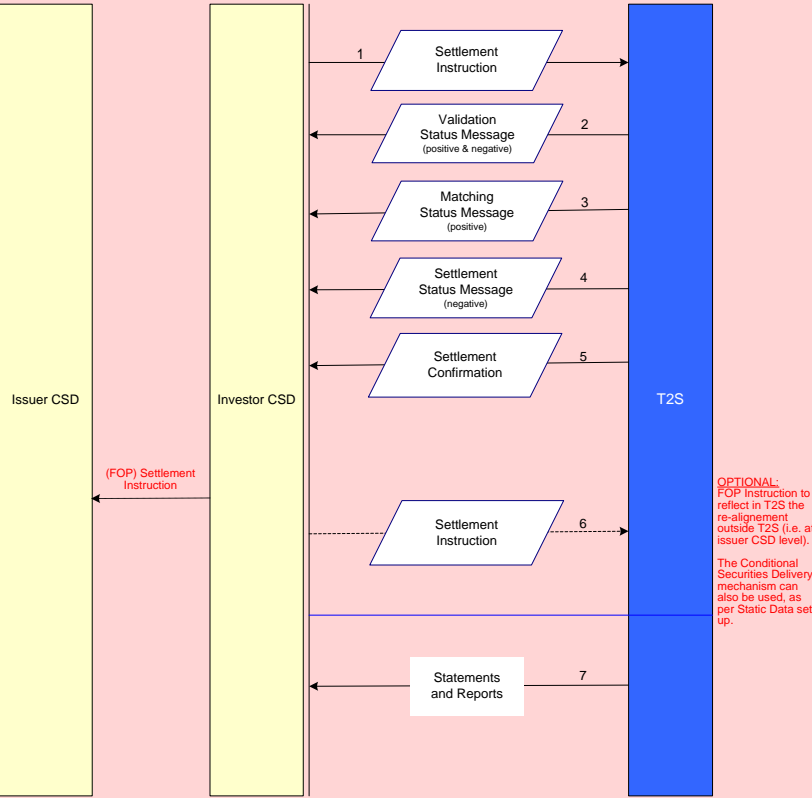 1
Settlement
Instruction
Validation
Status Message
(positive & negative)
2
Matching
Status Message
(positive)
3
Settlement
Status Message
(negative)
4
Settlement
Confirmation
5
Issuer CSD
Investor CSD
T2S
(FOP) Settlement
Instruction
Settlement
Instruction
6
OPTIONAL:
FOP Instruction to
reflect in T2S the
re-alignement
outside T2S (i.e. at
issuer CSD level).
The Conditional
Securities Delivery
mechanism can
also be used, as
per Static Data set
up.
Statements
and Reports
7